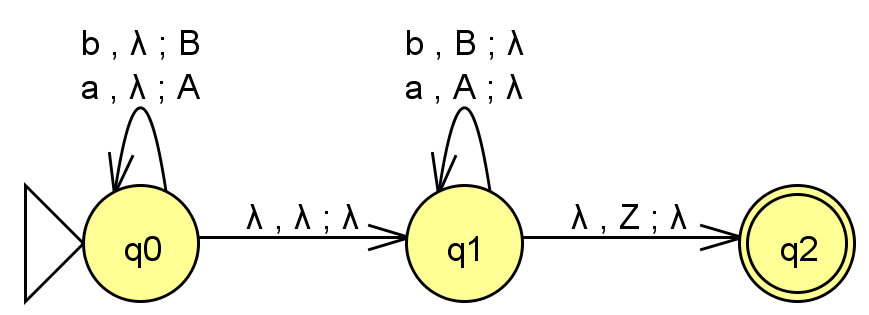 b , λ ; B
a , λ ; A
b , B ; λ
a , A ; λ
λ , λ ; λ
λ , Z ; λ
q0
q1
q2